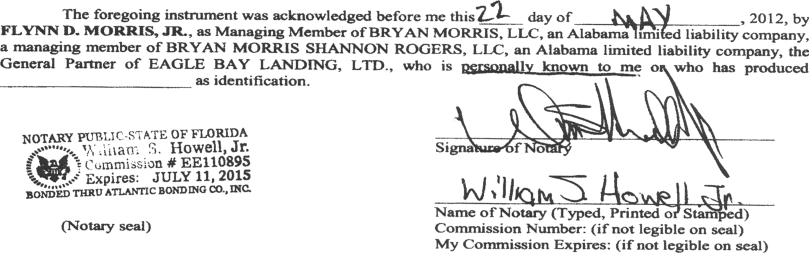 The foregoing instrument was acknowledged before me this 22 day of MAY, 2012, by
FLYNN D. MORRIS, JR., as Managing Member of BRYAN MORRIS, LLC, an Alabama limited liability company,
a managing member of BRYAN MORRIS SHANNON ROGERS, LLC, an Alabama limited liability company, the
General Partner of EAGLE BAY LANDING, LTD., who is personally known to me or who has produced
____________________ as identification.
Signature of Notary
NOTARY PUBLIC-STATE OF FLORIDA
William S. Howell, Jr.
Commission # EE110895
Expires: JULY 11, 2015
BONDED THRU ATLANTIC BONDING CO., INC.
(Notary seal)
William S. Howell, Jr.
Name of Notary (Typed, Printed or Stamped)
Commission Number: (if not legible on seal)
My Commission Expires: (if not legible on seal)